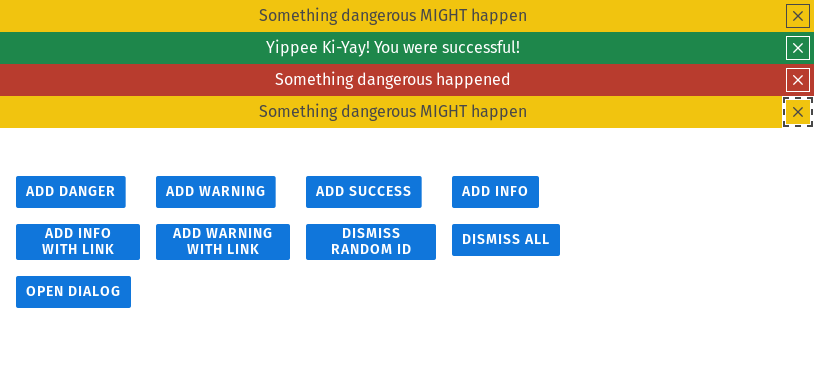 Something dangerous MIGHT happen
Yippee Ki-Yay! You were successful!
Something dangerous happened
Something dangerous MIGHT happen
ADD DANGER
ADD WARNING
ADD SUCCESS
ADD INFO
ADD INFO
WITH LINK
ADD WARNING
WITH LINK
DISMISS
RANDOM ID
DISMISS ALL
OPEN DIALOG